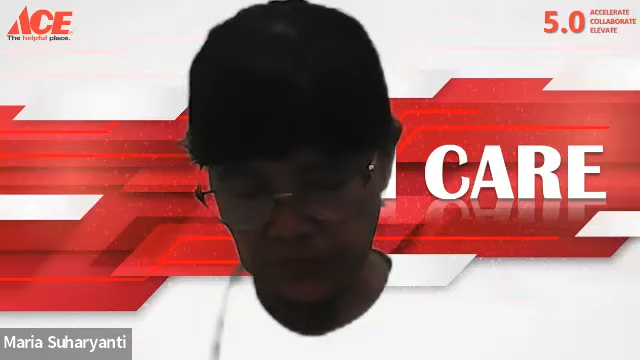 ACE
The helpful place.
5.0
ACCELERATE
COLLABORATE
ELEVATE
CARE
Maria Suharyanti